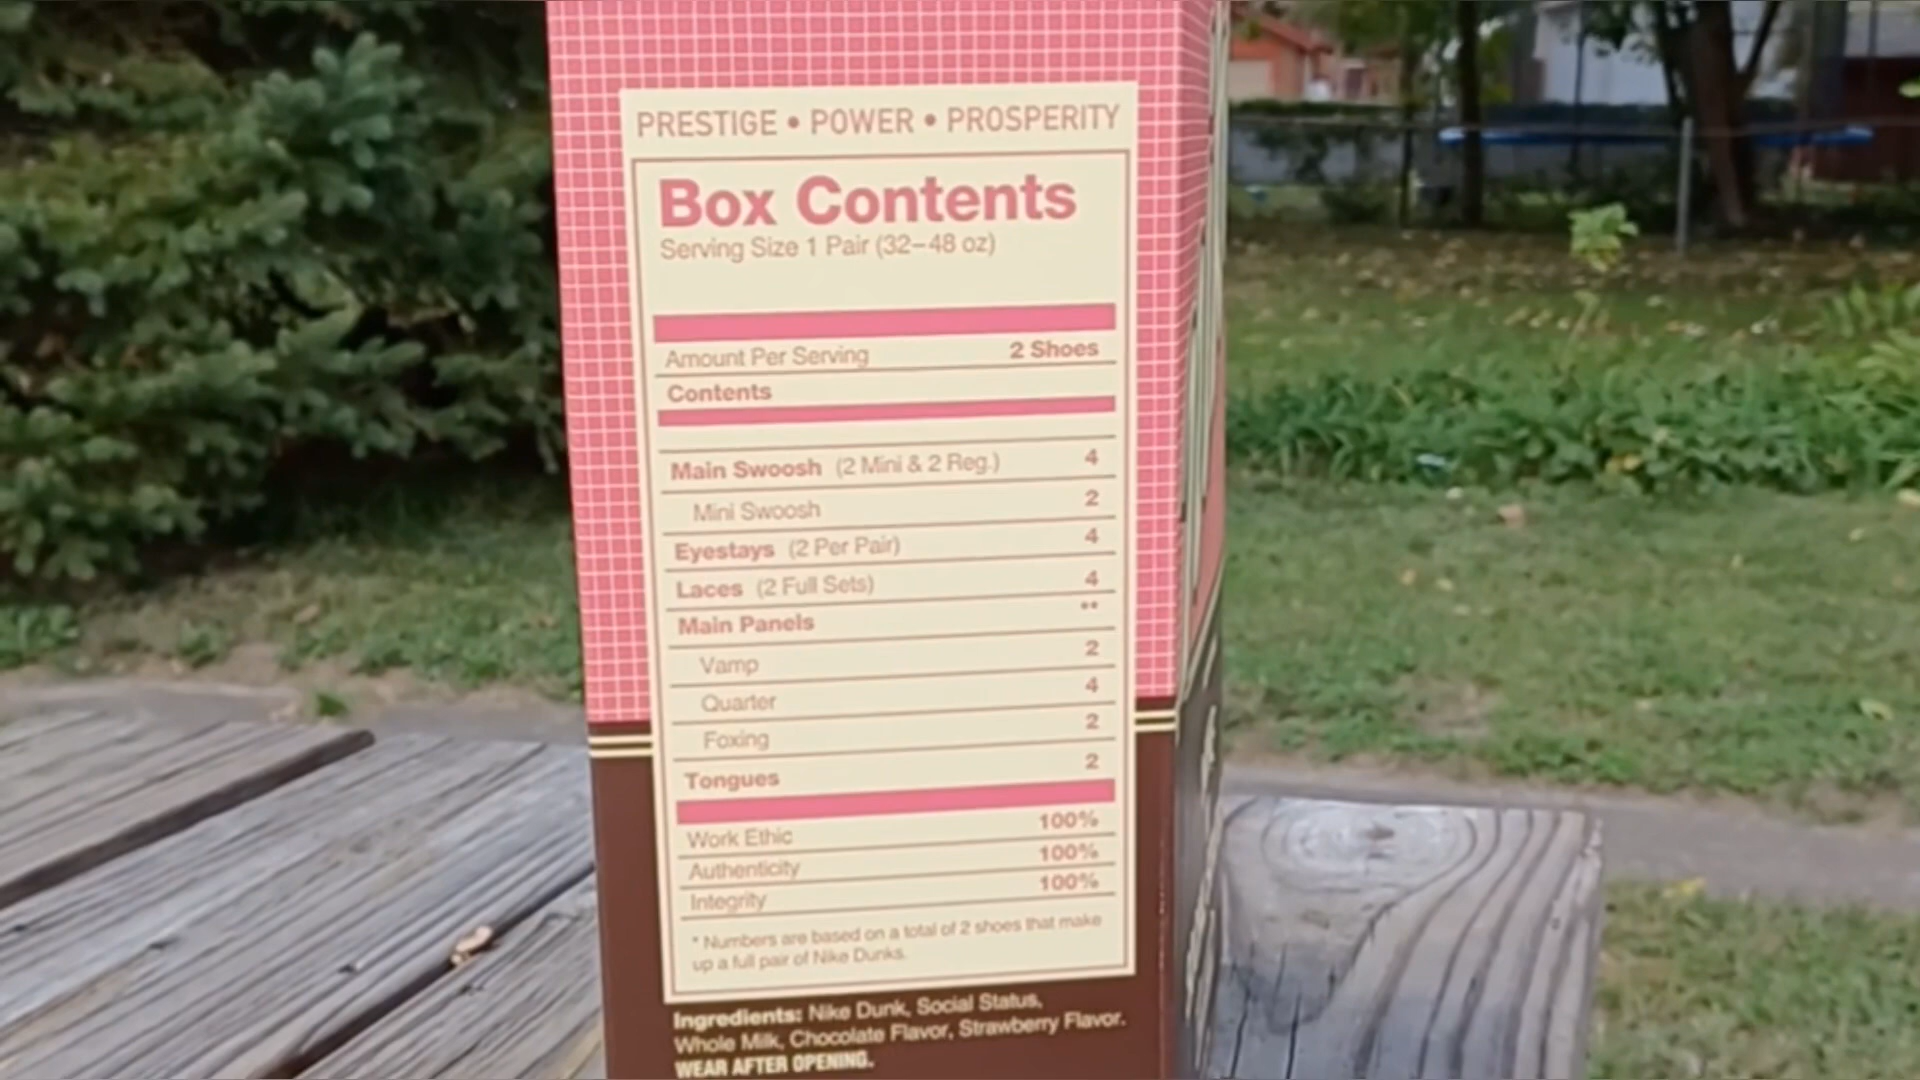 PRESTIGE • POWER • PROSPERITY
Box Contents
Serving Size 1 Pair (32–48 oz)
Amount Per Serving 2 Shoes
Contents
Main Swoosh (2 Mini & 2 Reg.) 4
Mini Swoosh 2
Eyestays (2 Per Pair) 4
Laces (2 Full Sets) 4
Main Panels **
Vamp 2
Quarter 4
Foxing 2
Tongues 2
Work Ethic 100%
Authenticity 100%
Integrity 100%
* Numbers are based on a total of 2 shoes that make
up a full pair of Nike Dunks.
Ingredients: Nike Dunk, Social Status,
Whole Milk, Chocolate Flavor, Strawberry Flavor.
WEAR AFTER OPENING.